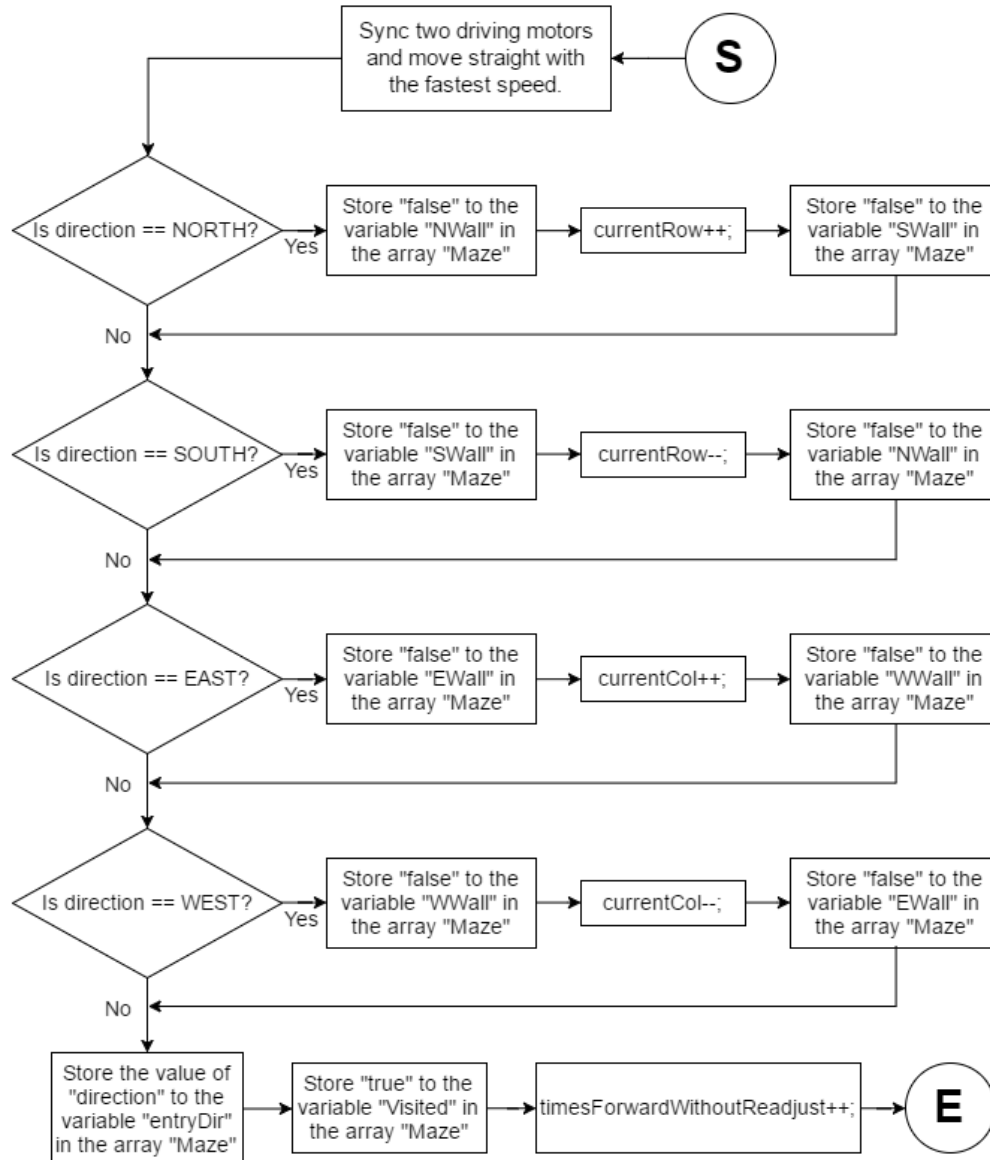 Sync two driving motors
and move straight with
the fastest speed.
S
Is direction == NORTH?
Yes
Store "false" to the
variable "NWall" in
the array "Maze"
currentRow++;
Store "false" to the
variable "SWall" in
the array "Maze"
No
Is direction == SOUTH?
Yes
Store "false" to the
variable "SWall" in
the array "Maze"
currentRow--;
Store "false" to the
variable "NWall" in
the array "Maze"
No
Is direction == EAST?
Yes
Store "false" to the
variable "EWall" in
the array "Maze"
currentCol++;
Store "false" to the
variable "WWall" in
the array "Maze"
No
Is direction == WEST?
Yes
Store "false" to the
variable "WWall" in
the array "Maze"
currentCol--;
Store "false" to the
variable "EWall" in
the array "Maze"
No
Store the value of
"direction" to the
variable "entryDir"
in the array "Maze"
Store "true" to the
variable "Visited" in
the array "Maze"
timesForwardWithoutReadjust++;
E